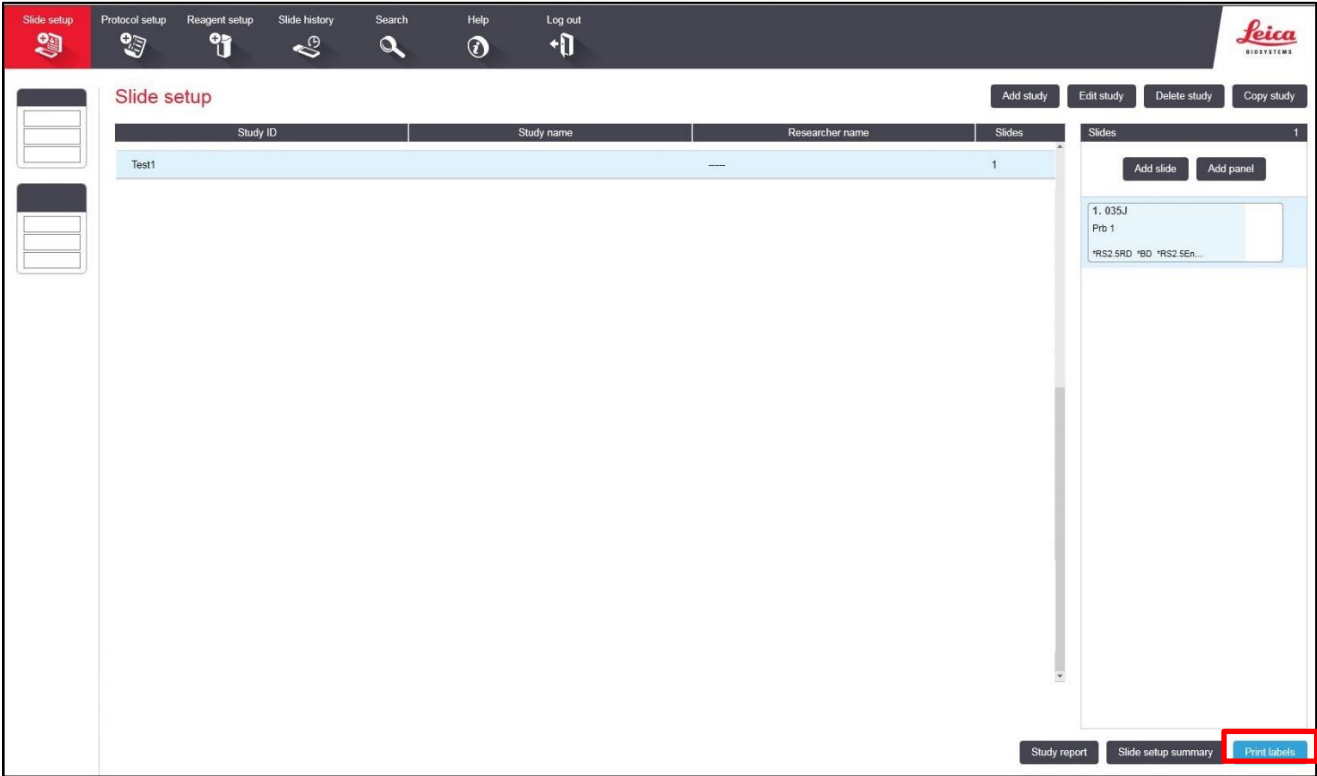 Slide setup Protocol setup Reagent setup Slide history Search Help Log out
Leica
BIOSYSTEMS
Slide setup
Add study Edit study Delete study Copy study
Study ID Study name Researcher name Slides
Slides 1
Test1 ----- 1
Add slide Add panel
1. 035J
Prb 1
*RS2.5RD *BD *RS2.5En...
Study report Slide setup summary Print labels